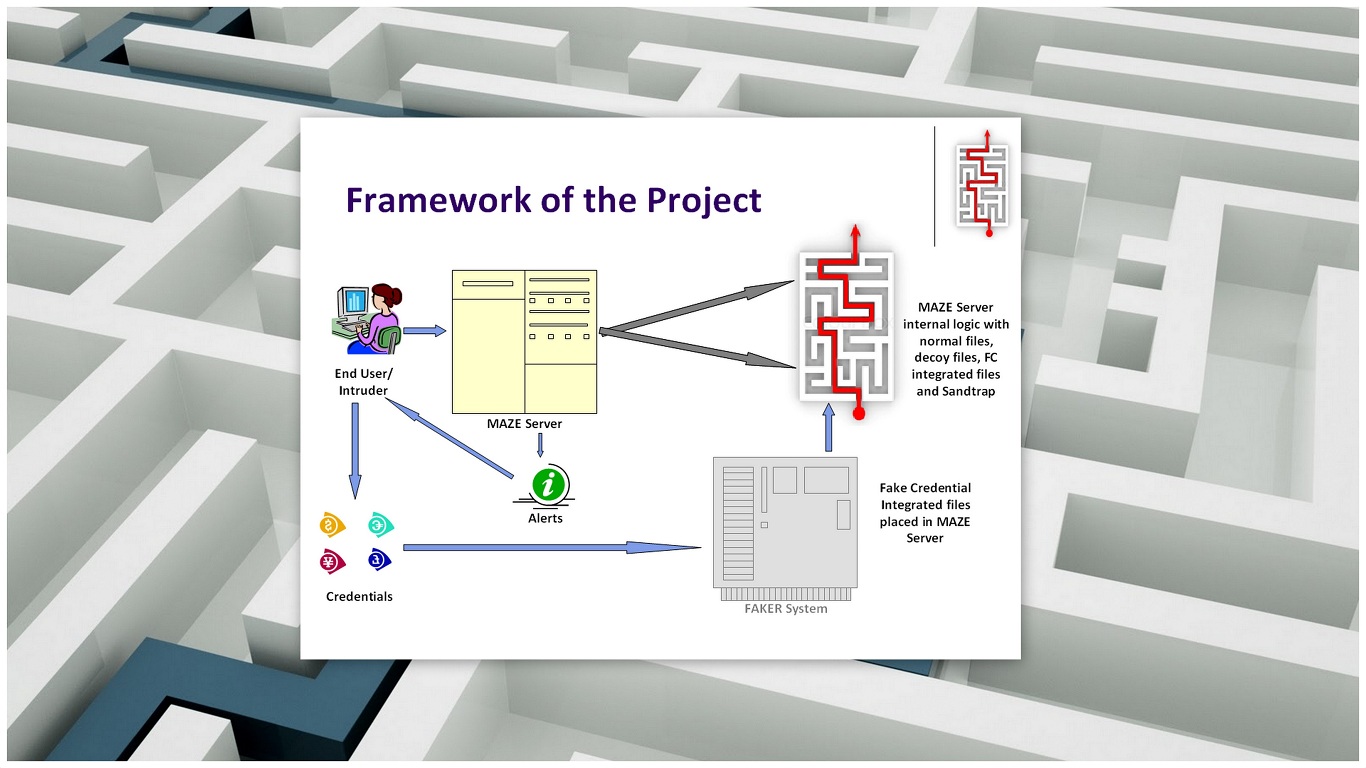 Framework of the Project
End User/
Intruder
MAZE Server
MAZE Server
internal logic with
normal files,
decoy files, FC
integrated files
and Sandtrap
i
Alerts
Fake Credential
Integrated files
placed in MAZE
Server
¥
Credentials
FAKER System